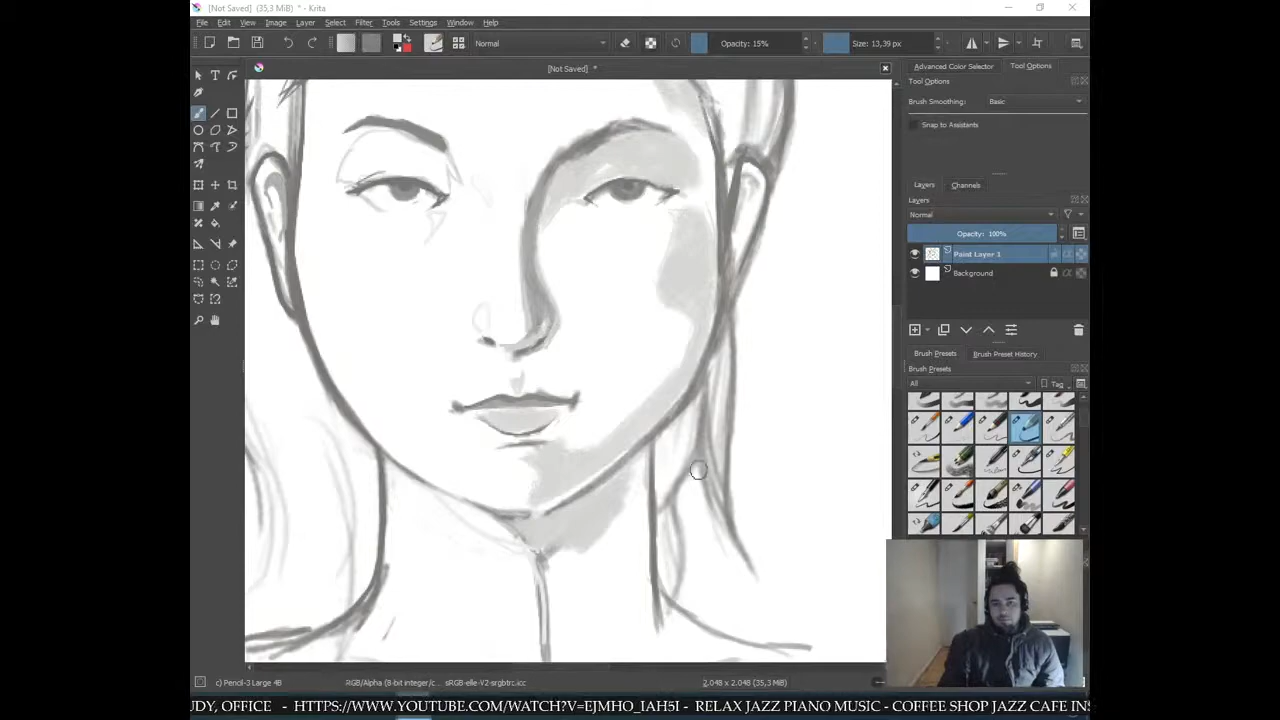 [Not Saved] (35,3 MiB) * - Krita
File Edit View Image Layer Select Filter Tools Settings Window Help
Normal
Opacity: 15%
Size: 13,39 px
[Not Saved] *
Advanced Color Selector
Tool Options
Tool Options
Brush Smoothing:
Basic
Snap to Assistants
Layers
Channels
Layers
Normal
Opacity: 100%
Paint Layer 1
Background
Brush Presets
Brush Preset History
Brush Presets
All
Tag
c) Pencil-3 Large 4B
RGB/Alpha (8-bit integer/c... sRGB-elle-V2-srgbtrc.icc
2.048 x 2.048 (35,3 MiB)
UDY, OFFICE - HTTPS://WWW.YOUTUBE.COM/WATCH?V=EJMHO_IAH5I - RELAX JAZZ PIANO MUSIC - COFFEE SHOP JAZZ CAFE INS